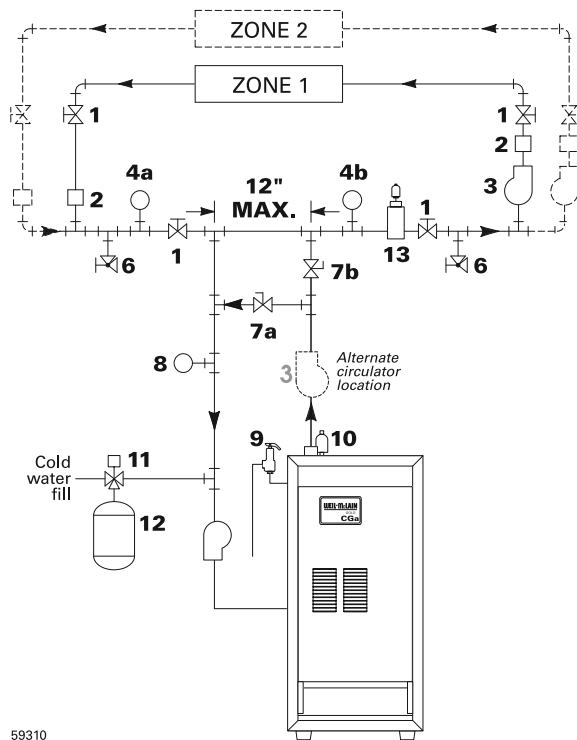 ZONE 2
ZONE 1
1
1
2
2
3
4a
12"
MAX.
4b
1
6
1
13
6
7b
7a
8
3
Alternate
circulator
location
9
10
Cold
water
fill
11
12
WEIL-McLAIN
GOLD
CGa
59310